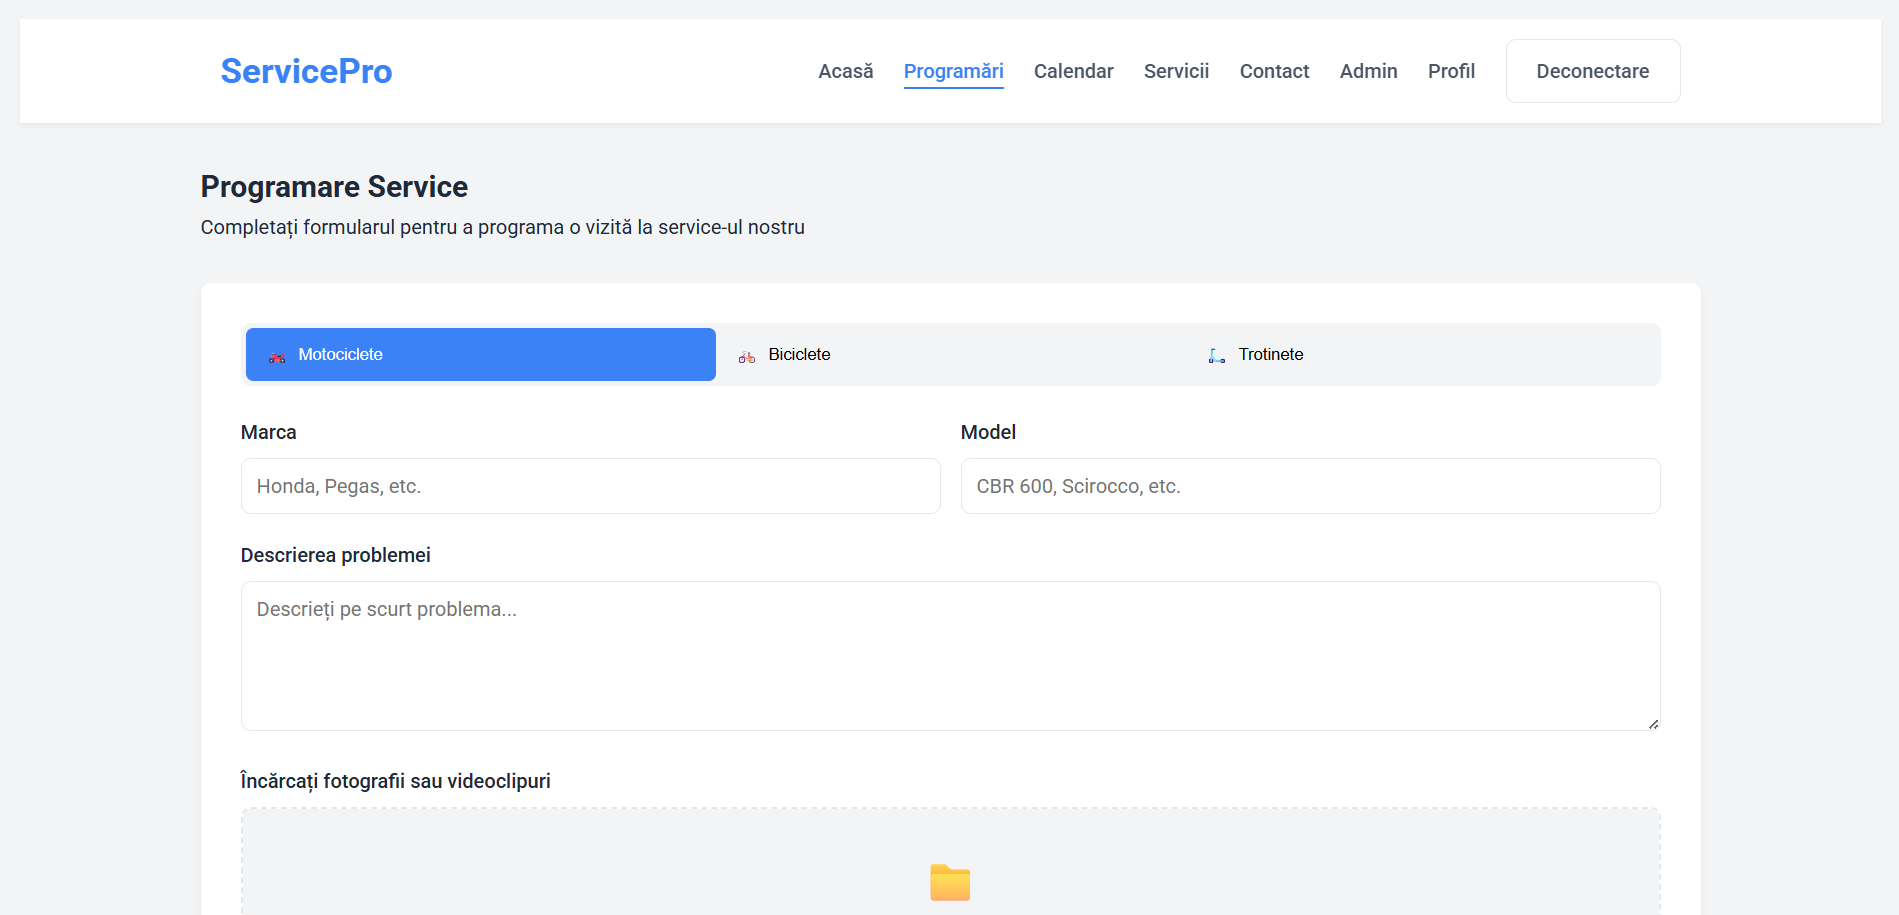 ServicePro
Acasă Programări Calendar Servicii Contact Admin Profil Deconectare
Programare Service
Completați formularul pentru a programa o vizită la service-ul nostru
Motociclete Biciclete Trotinete
Marca Model
Honda, Pegas, etc. CBR 600, Scirocco, etc.
Descrierea problemei
Descrieți pe scurt problema...
Încărcați fotografii sau videoclipuri